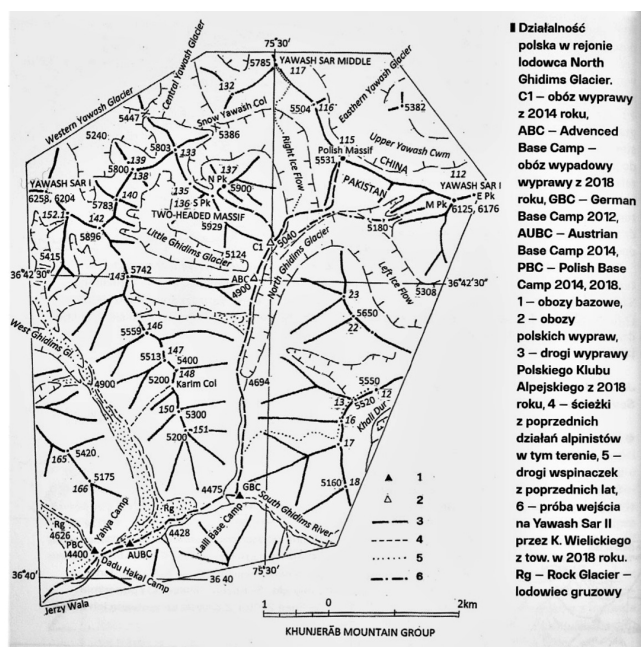 75°30'
5785
YAWASH SAR MIDDLE
117
Western Yawash Glacier
Central Yawash Glacier
Eastern Yawash Glacier
132
5447
Snow Yawash Col
5504
116
5382
5240
5386
5803
133
115
Upper Yawash Cwm
139
138
5800
137
N Pk
5900
Right Ice Flow
Polish Massif
5531
CHINA
112
YAWASH SAR I
6258, 6204
135
136
S Pk
PAKISTAN
YAWASH SAR I
E Pk
M Pk
6125, 6176
140
5783
TWO-HEADED MASSIF
5929
152.1
142
5896
C1
5040
5180
Little Ghidims Glacier
5124
5415
36°42 30'
143
5742
ABC
4900
North Ghidims Glacier
Left Ice Flow
5308
36°42 30'
23
5650
22
West Ghidims Gl.
5559
146
5513
147
5400
148
5200
Karim Col
4900
4694
5550
12
13
5520
150
5300
16
Kholi Dur
151
5200
17
165
5420
5175
166
5160
18
4475
GBC
Rg
South Ghidims River
Lalil Base Camp
Yahya Camp
Rg
4626
PBC
4400
4428
AUBC
Dadu Hakal Camp
36°40'
36 40
75°30'
Jerzy Wala
1
2
3
4
5
6
1 0 2km
KHUNJERĀB MOUNTAIN GROUP
Działalność
polska w rejonie
lodowca North
Ghidims Glacier.
C1 – obóz wyprawy
z 2014 roku,
ABC – Advenced
Base Camp –
obóz wypadowy
wyprawy z 2018
roku, GBC – German
Base Camp 2012,
AUBC – Austrian
Base Camp 2014,
PBC – Polish Base
Camp 2014, 2018.
1 – obozy bazowe,
2 – obozy
polskich wypraw,
3 – drogi wyprawy
Polskiego Klubu
Alpejskiego z 2018
roku, 4 – ścieżki
z poprzednich
działań alpinistów
w tym terenie, 5 –
drogi wspinaczek
z poprzednich lat,
6 – próba wejścia
na Yawash Sar II
przez K. Wielickiego
z tow. w 2018 roku.
Rg – Rock Glacier –
lodowiec gruzowy